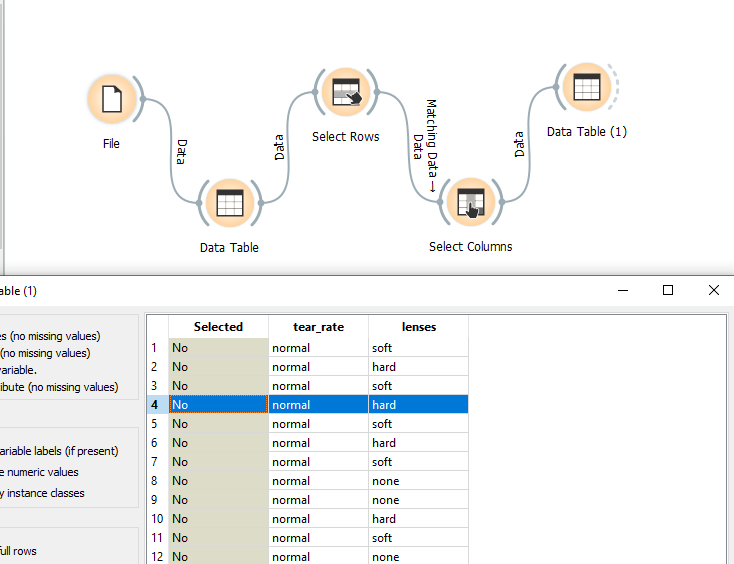 File
Data
Data Table
Data
Select Rows
Matching Data →
Data
Select Columns
Data
Data Table (1)
able (1)
es (no missing values)
(no missing values)
variable.
ibute (no missing values)
ariable labels (if present)
e numeric values
y instance classes
full rows
Selected tear_rate lenses
1 No normal soft
2 No normal hard
3 No normal soft
4 No normal hard
5 No normal soft
6 No normal hard
7 No normal soft
8 No normal none
9 No normal none
10 No normal hard
11 No normal soft
12 No normal none